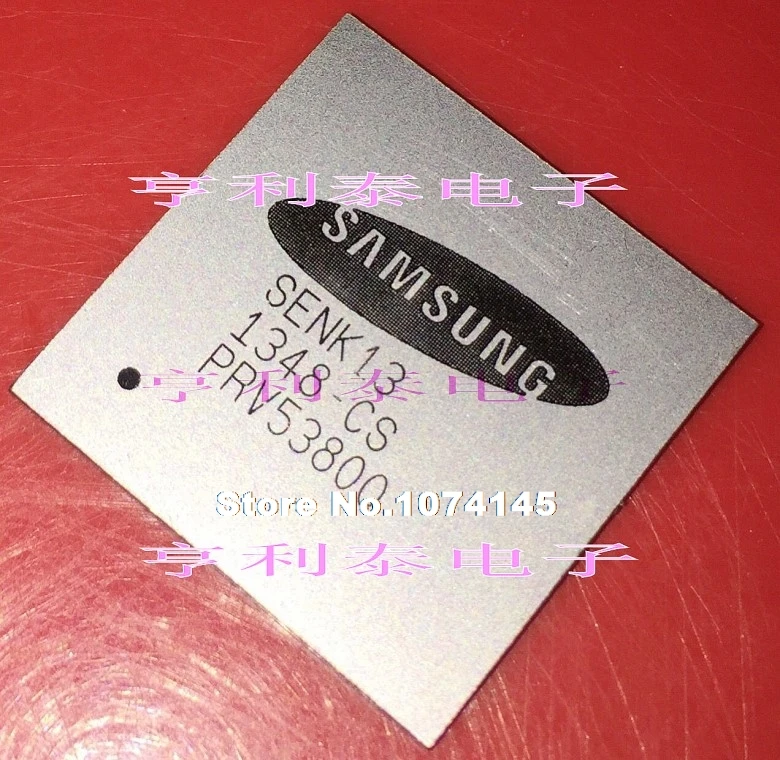 亨利泰电子
SAMSUNG
SENK13
1348 CS
PRN53800
亨利泰电子
Store No.1074145
亨利泰电子